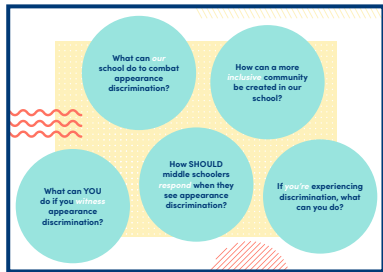 What can our
school do to combat
appearance
discrimination?
How can a more
inclusive community
be created in our
school?
What can YOU
do if you witness
appearance
discrimination?
How SHOULD
middle schoolers
respond when they
see appearance
discrimination?
If you're experiencing
discrimination, what
can you do?